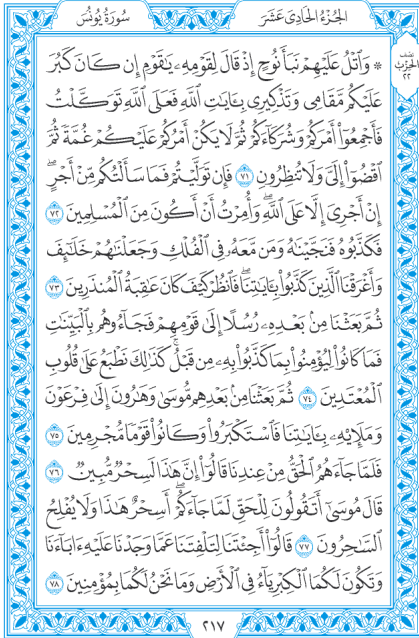 سُورَةُ يُونُسَ
الجُزْءُ الحَادِي عَشَرَ
نصف الحزب ٢٢
۞ وَٱتْلُ عَلَيْهِمْ نَبَأَ نُوحٍ إِذْ قَالَ لِقَوْمِهِۦ يَٰقَوْمِ إِن كَانَ كَبُرَ
عَلَيْكُم مَّقَامِى وَتَذْكِيرِى بِـَٔايَٰتِ ٱللَّهِ فَعَلَى ٱللَّهِ تَوَكَّلْتُ
فَأَجْمِعُوٓا۟ أَمْرَكُمْ وَشُرَكَآءَكُمْ ثُمَّ لَا يَكُنْ أَمْرُكُمْ عَلَيْكُمْ غُمَّةً ثُمَّ
ٱقْضُوٓا۟ إِلَىَّ وَلَا تُنظِرُونِ ٧١ فَإِن تَوَلَّيْتُمْ فَمَا سَأَلْتُكُم مِّنْ أَجْرٍ ۖ
إِنْ أَجْرِىَ إِلَّا عَلَى ٱللَّهِ ۖ وَأُمِرْتُ أَنْ أَكُونَ مِنَ ٱلْمُسْلِمِينَ ٧٢
فَكَذَّبُوهُ فَنَجَّيْنَٰهُ وَمَن مَّعَهُۥ فِى ٱلْفُلْكِ وَجَعَلْنَٰهُمْ خَلَٰٓئِفَ
وَأَغْرَقْنَا ٱلَّذِينَ كَذَّبُوا۟ بِـَٔايَٰتِنَا ۖ فَٱنظُرْ كَيْفَ كَانَ عَٰقِبَةُ ٱلْمُنذَرِينَ ٧٣
ثُمَّ بَعَثْنَا مِنۢ بَعْدِهِۦ رُسُلًا إِلَىٰ قَوْمِهِمْ فَجَآءُوهُم بِٱلْبَيِّنَٰتِ
فَمَا كَانُوا۟ لِيُؤْمِنُوا۟ بِمَا كَذَّبُوا۟ بِهِۦ مِن قَبْلُ ۚ كَذَٰلِكَ نَطْبَعُ عَلَىٰ قُلُوبِ
ٱلْمُعْتَدِينَ ٧٤ ثُمَّ بَعَثْنَا مِنۢ بَعْدِهِم مُّوسَىٰ وَهَٰرُونَ إِلَىٰ فِرْعَوْنَ
وَمَلَإِي۟هِۦ بِـَٔايَٰتِنَا فَٱسْتَكْبَرُوا۟ وَكَانُوا۟ قَوْمًا مُّجْرِمِينَ ٧٥
فَلَمَّا جَآءَهُمُ ٱلْحَقُّ مِنْ عِندِنَا قَالُوٓا۟ إِنَّ هَٰذَا لَسِحْرٌ مُّبِينٌ ٧٦
قَالَ مُوسَىٰٓ أَتَقُولُونَ لِلْحَقِّ لَمَّا جَآءَكُمْ ۖ أَسِحْرٌ هَٰذَا وَلَا يُفْلِحُ
ٱلسَّٰحِرُونَ ٧٧ قَالُوٓا۟ أَجِئْتَنَا لِتَلْفِتَنَا عَمَّا وَجَدْنَا عَلَيْهِ ءَابَآءَنَا
وَتَكُونَ لَكُمَا ٱلْكِبْرِيَآءُ فِى ٱلْأَرْضِ وَمَا نَحْنُ لَكُمَا بِمُؤْمِنِينَ ٧٨
٢١٧